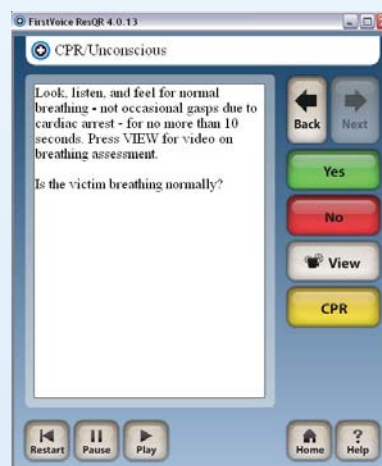 FirstVoice ResQR 4.0.13
CPR/Unconscious
Look, listen, and feel for normal
breathing - not occasional gasps due to
cardiac arrest - for no more than 10
seconds. Press VIEW for video on
breathing assessment.
Is the victim breathing normally?
Back
Next
Yes
No
View
CPR
Restart
Pause
Play
Home
?
Help